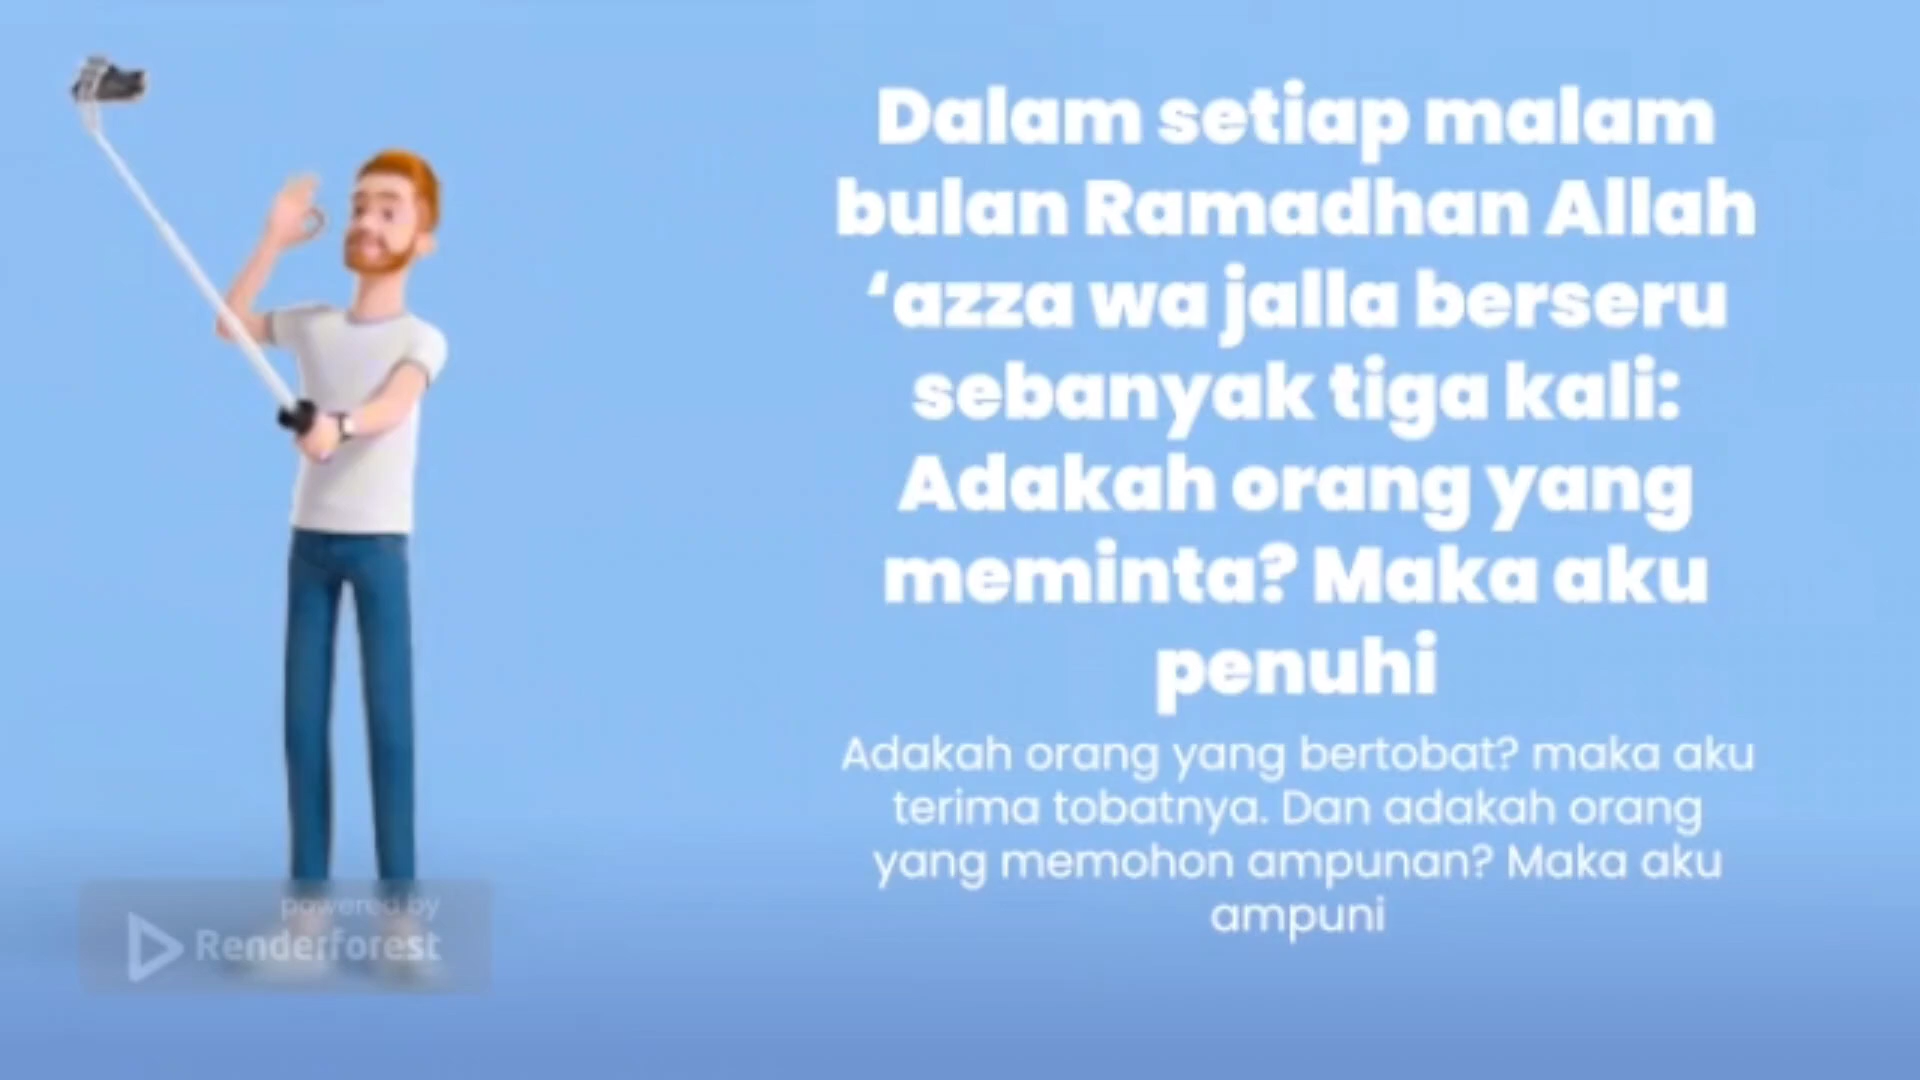 Dalam setiap malam
bulan Ramadhan Allah
‘azza wa jalla berseru
sebanyak tiga kali:
Adakah orang yang
meminta? Maka aku
penuhi
Adakah orang yang bertobat? maka aku
terima tobatnya. Dan adakah orang
yang memohon ampunan? Maka aku
ampuni
powered by
Renderforest